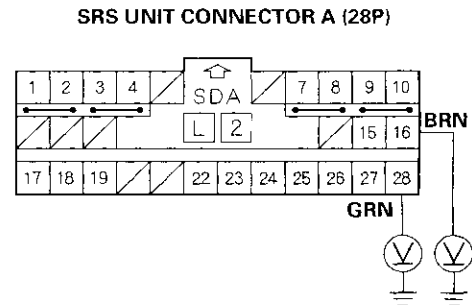 SRS UNIT CONNECTOR A (28P)
1 2 3 4 7 8 9 10
SDA
L 2
15 16 BRN
17 18 19 22 23 24 25 26 27 28
GRN
V V